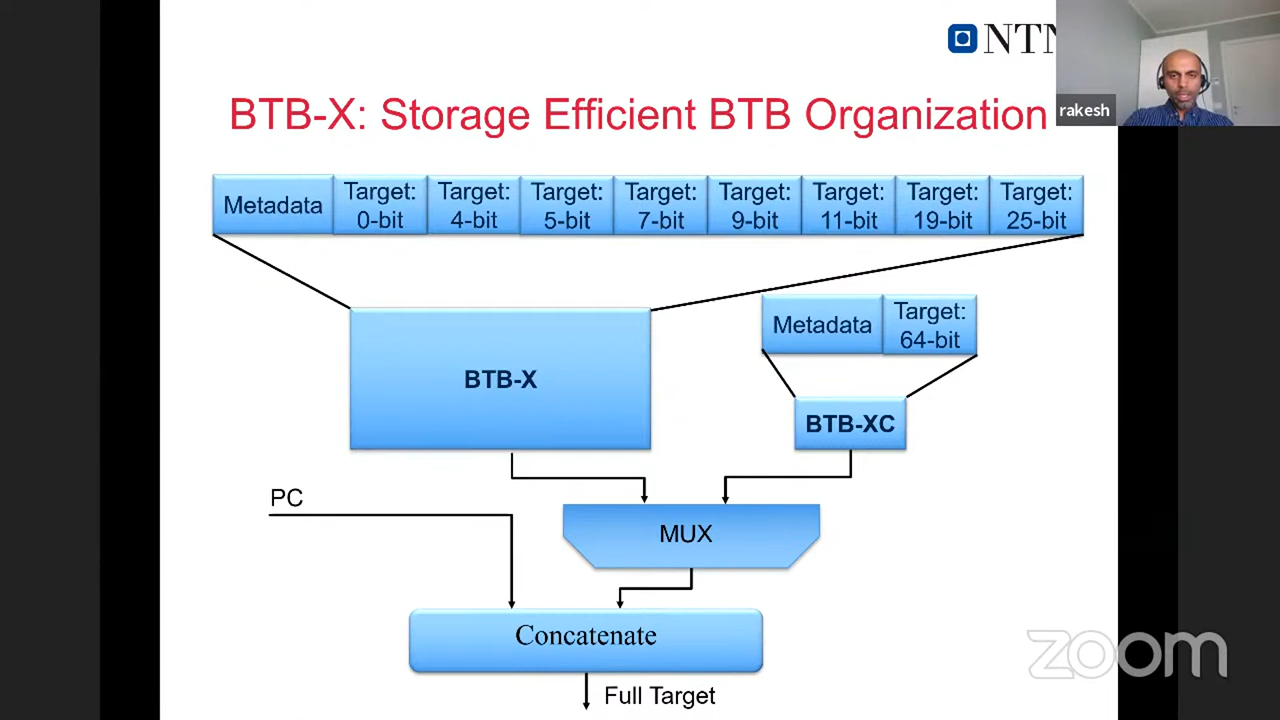 BTB-X: Storage Efficient BTB Organization
rakesh
Metadata
Target:
0-bit
Target:
4-bit
Target:
5-bit
Target:
7-bit
Target:
9-bit
Target:
11-bit
Target:
19-bit
Target:
25-bit
Metadata
Target:
64-bit
BTB-X
BTB-XC
PC
MUX
Concatenate
Full Target
zoom